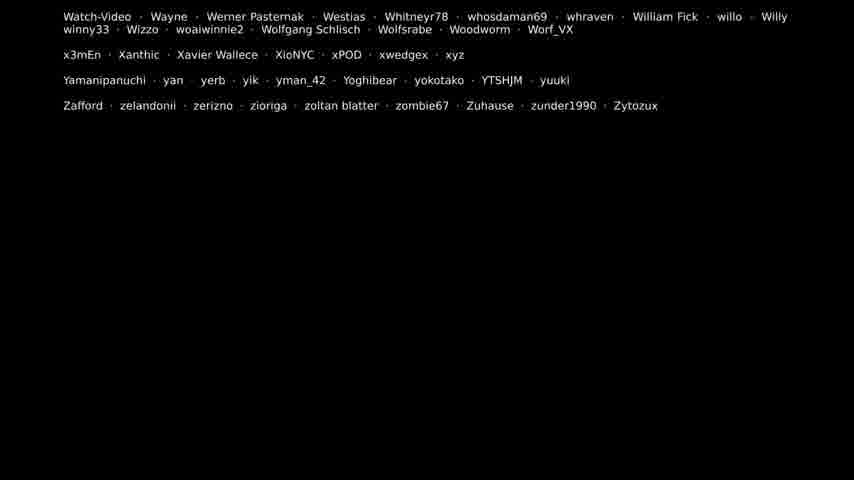 Watch-Video · Wayne · Werner Pasternak · Westias · Whitneyr78 · whosdaman69 · whraven · William Fick · willo · Willy
winny33 · Wizzo · woaiwinnie2 · Wolfgang Schlisch · Wolfsrabe · Woodworm · Worf_VX
x3mEn · Xanthic · Xavier Wallece · XioNYC · xPOD · xwedgex · xyz
Yamanipanuchi · yan · yerb · yik · yman_42 · Yoghibear · yokotako · YTSHJM · yuuki
Zafford · zelandonii · zerizno · zioriga · zoltan blatter · zombie67 · Zuhause · zunder1990 · Zytozux